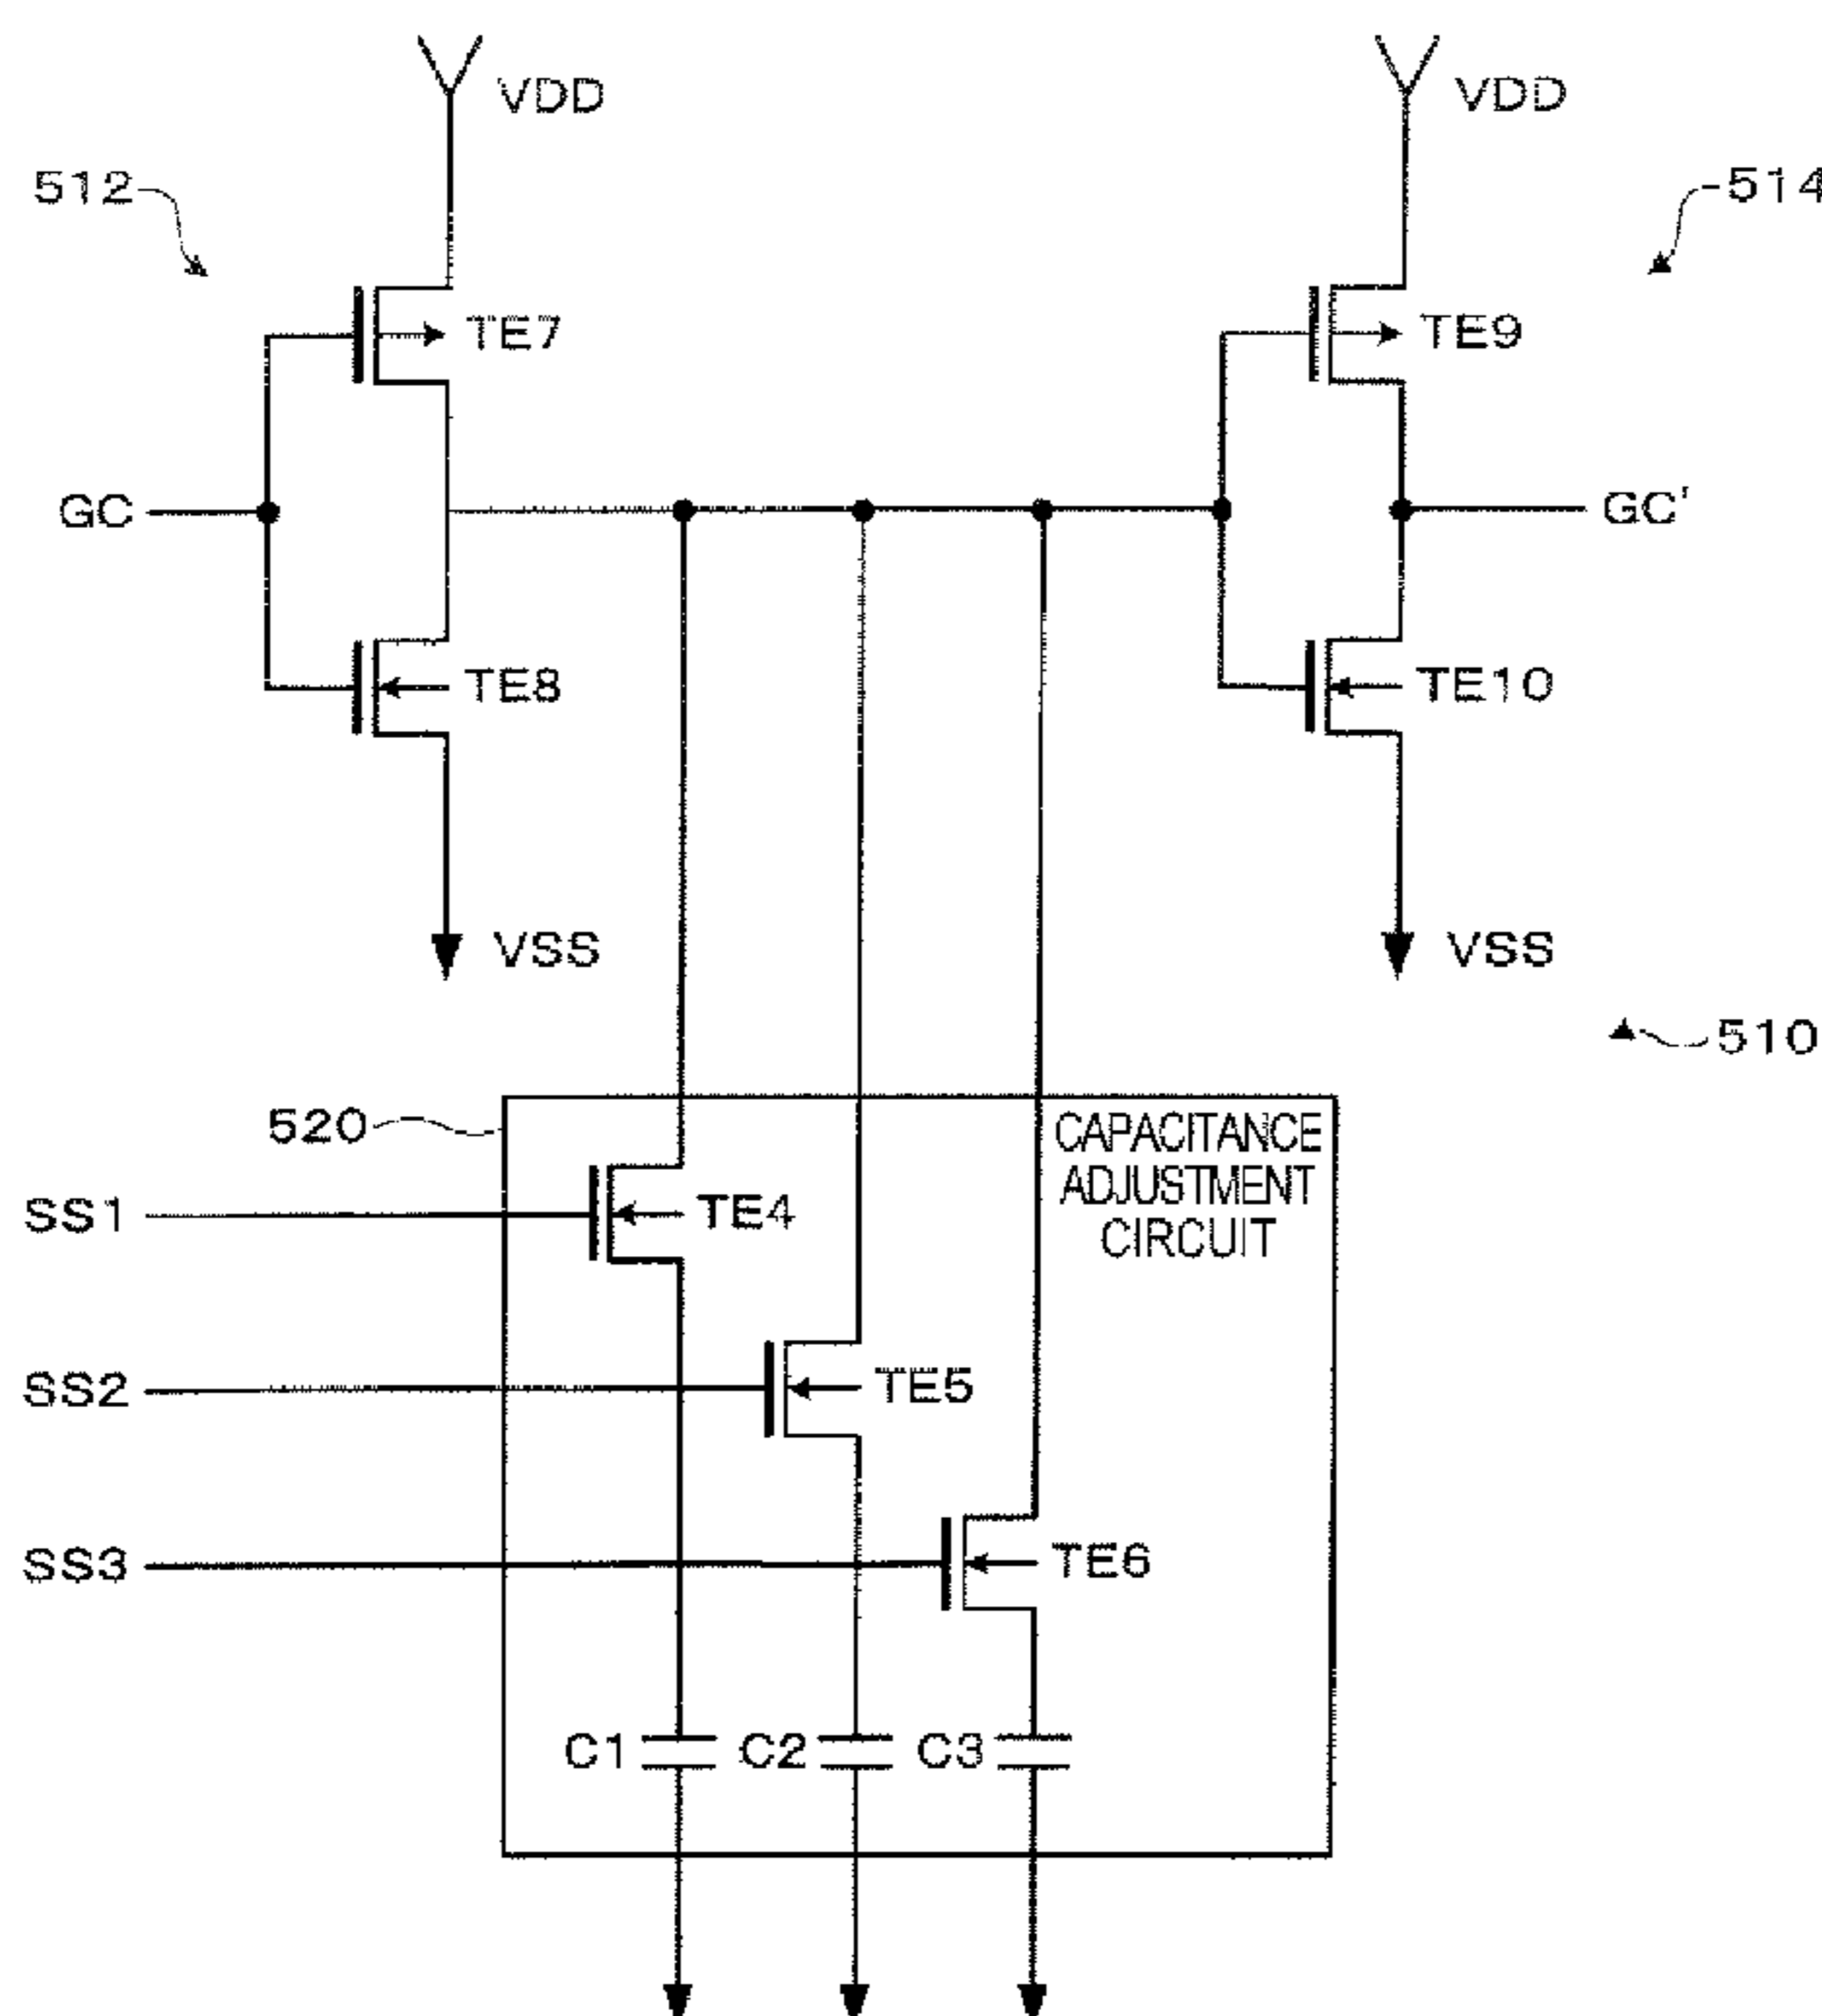 VDD
VDD
512
514
TE7
TE9
GC
GC'
TE8
TE10
VSS
VSS
510
520
CAPACITANCE
ADJUSTMENT
CIRCUIT
SS1
TE4
SS2
TE5
SS3
TE6
C1
C2
C3